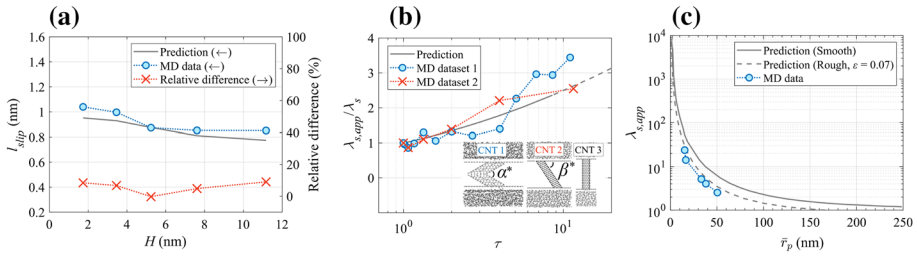 (a)
1.6
1.4
1.2
1
0.8
0.6
0.4
0.2
l_slip (nm)
Prediction (←)
MD data (←)
Relative difference (→)
100
80
60
40
35
15
0
Relative difference (%)
0 2 4 6 8 10 12
H (nm)
(b)
λ_s,app/λ_s
5
4
3
2
1
0
Prediction
MD dataset 1
MD dataset 2
CNT 1
CNT 2
CNT 3
α*
β*
10^0 10^1
τ
(c)
λ_s,app
10^4
10^3
10^2
10^1
10^0
Prediction (Smooth)
Prediction (Rough, ε = 0.07)
MD data
0 50 100 150 200 250
r̄_p (nm)